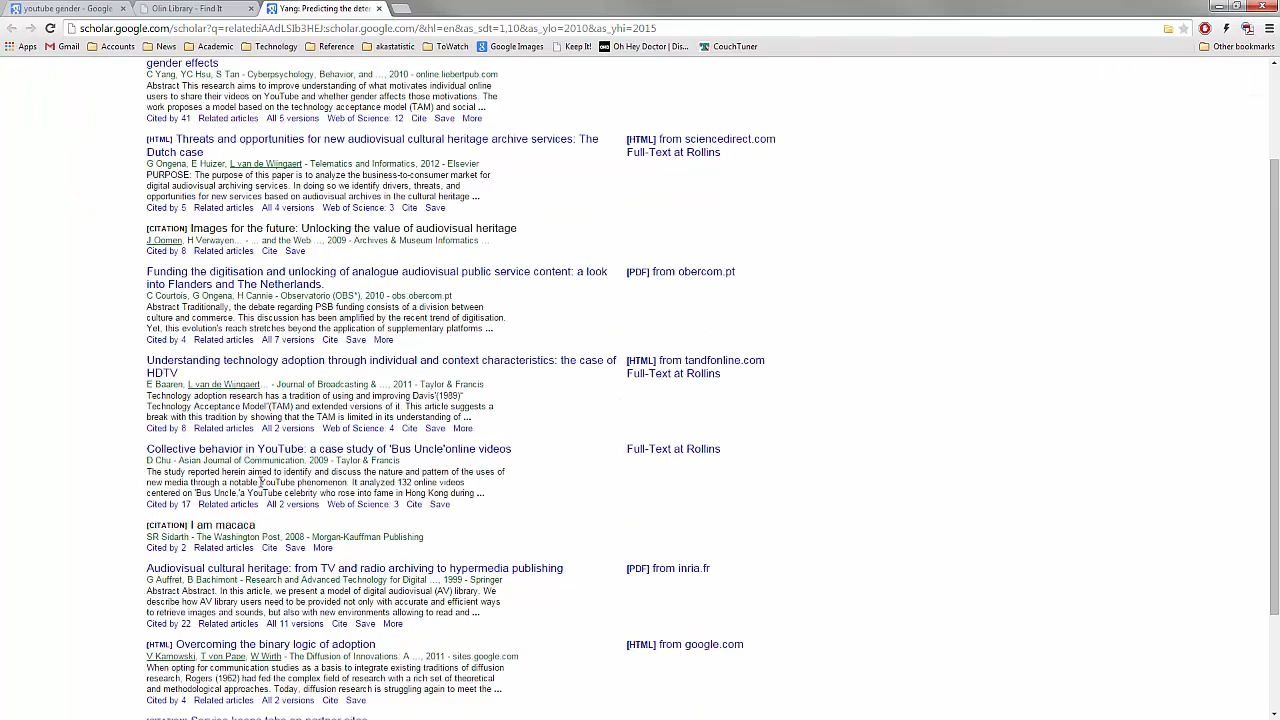 youtube gender - Google
Olin Library - Find It
Yang: Predicting the deter
scholar.google.com/scholar?q=related:iAAdLSIb3HEJ:scholar.google.com/&hl=en&as_sdt=1,10&as_ylo=2010&as_yhi=2015
Apps Gmail Accounts News Academic Technology Reference akastatistic ToWatch Google Images Keep It! Oh Hey Doctor | Dis... CouchTuner Other bookmarks
gender effects
C Yang, YC Hsu, S Tan - Cyberpsychology, Behavior, and ..., 2010 - online.liebertpub.com
Abstract This research aims to improve understanding of what motivates individual online
users to share their videos on YouTube and whether gender affects those motivations. The
work proposes a model based on the technology acceptance model (TAM) and social ...
Cited by 41 Related articles All 5 versions Web of Science: 12 Cite Save More
[HTML] Threats and opportunities for new audiovisual cultural heritage archive services: The
Dutch case
[HTML] from sciencedirect.com
Full-Text at Rollins
G Ongena, E Huizer, L van de Wijngaert - Telematics and Informatics, 2012 - Elsevier
PURPOSE: The purpose of this paper is to analyze the business-to-consumer market for
digital audiovisual archiving services. In doing so we identify drivers, threats, and
opportunities for new services based on audiovisual archives in the cultural heritage ...
Cited by 5 Related articles All 4 versions Web of Science: 3 Cite Save
[CITATION] Images for the future: Unlocking the value of audiovisual heritage
J Oomen, H Verwayen... - ... and the Web ..., 2009 - Archives & Museum Informatics ...
Cited by 8 Related articles Cite Save
Funding the digitisation and unlocking of analogue audiovisual public service content: a look
into Flanders and The Netherlands.
[PDF] from obercom.pt
C Courtois, G Ongena, H Cannie - Observatorio (OBS*), 2010 - obs.obercom.pt
Abstract Traditionally, the debate regarding PSB funding consists of a division between
culture and commerce. This discussion has been amplified by the recent trend of digitisation.
Yet, this evolution's reach stretches beyond the application of supplementary platforms ...
Cited by 4 Related articles All 7 versions Cite Save More
Understanding technology adoption through individual and context characteristics: the case of
HDTV
[HTML] from tandfonline.com
Full-Text at Rollins
E Baaren, L van de Wijngaert... - Journal of Broadcasting & ..., 2011 - Taylor & Francis
Technology adoption research has a tradition of using and improving Davis'(1989)"
Technology Acceptance Model"(TAM) and extended versions of it. This article suggests a
break with this tradition by showing that the TAM is limited in its understanding of ...
Cited by 8 Related articles All 2 versions Web of Science: 4 Cite Save More
Collective behavior in YouTube: a case study of 'Bus Uncle'online videos
Full-Text at Rollins
D Chu - Asian Journal of Communication, 2009 - Taylor & Francis
The study reported herein aimed to identify and discuss the nature and pattern of the uses of
new media through a notable YouTube phenomenon. It analyzed 132 online videos
centered on 'Bus Uncle,'a YouTube celebrity who rose into fame in Hong Kong during ...
Cited by 17 Related articles All 2 versions Web of Science: 3 Cite Save
[CITATION] I am macaca
SR Sidarth - The Washington Post, 2008 - Morgan-Kauffman Publishing
Cited by 2 Related articles Cite Save More
Audiovisual cultural heritage: from TV and radio archiving to hypermedia publishing
[PDF] from inria.fr
G Auffret, B Bachimont - Research and Advanced Technology for Digital ..., 1999 - Springer
Abstract Abstract. In this article, we present a model of digital audiovisual (AV) library. We
describe how AV library users need to be provided not only with accurate and efficient ways
to retrieve images and sounds, but also with new environments allowing to read and ...
Cited by 22 Related articles All 11 versions Cite Save More
[HTML] Overcoming the binary logic of adoption
[HTML] from google.com
V Karnowski, T von Pape, W Wirth - The Diffusion of Innovations: A ..., 2011 - sites.google.com
When opting for communication studies as a basis to integrate existing traditions of diffusion
research, Rogers (1962) had fed the complex field of research with a rich set of theoretical
and methodological approaches. Today, diffusion research is struggling again to meet the ...
Cited by 4 Related articles All 2 versions Cite Save
[CITATION] Service keeps tabs on partner sites